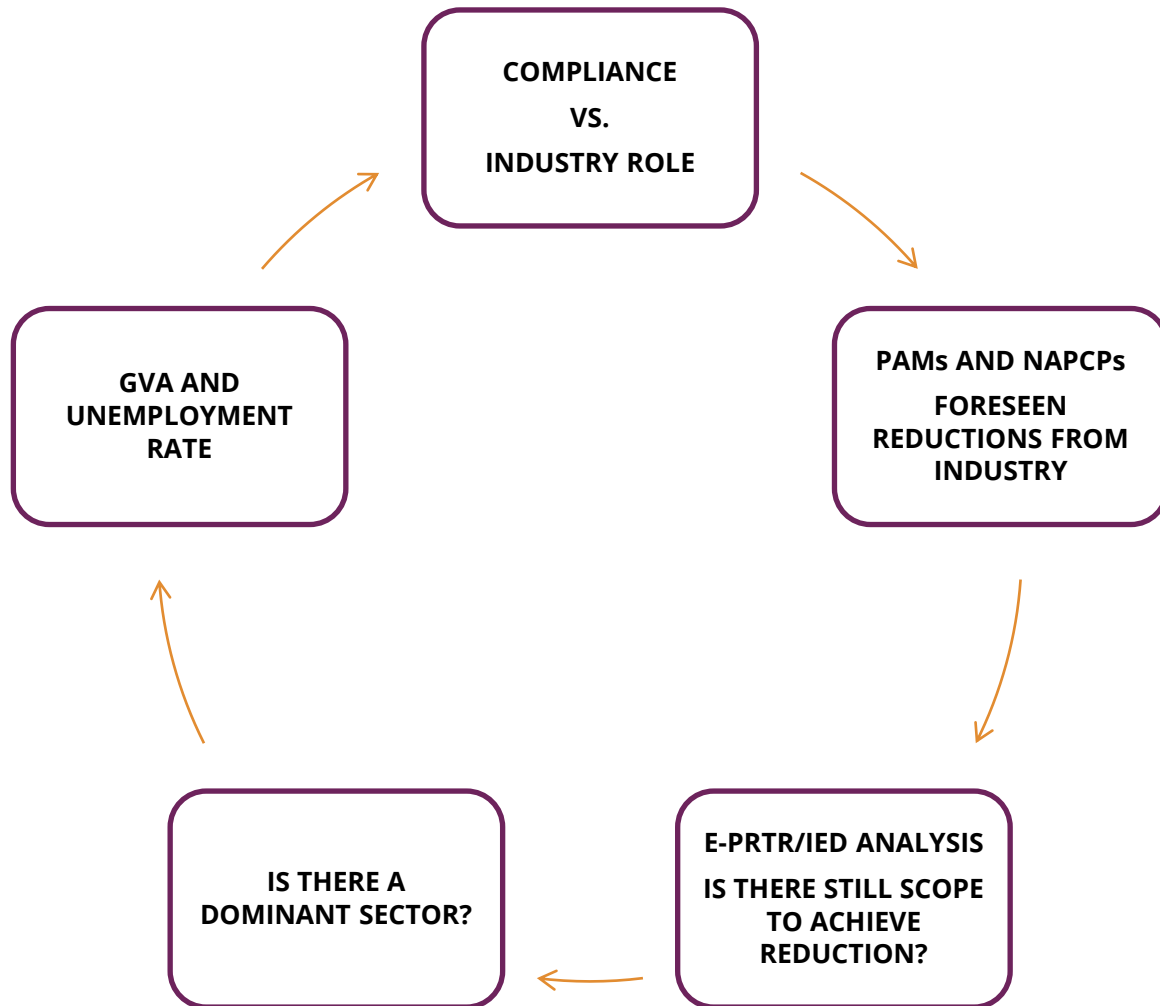 COMPLIANCE
VS.
INDUSTRY ROLE
PAMs AND NAPCPs
FORESEEN
REDUCTIONS FROM
INDUSTRY
E-PRTR/IED ANALYSIS
IS THERE STILL SCOPE
TO ACHIEVE
REDUCTION?
IS THERE A
DOMINANT SECTOR?
GVA AND
UNEMPLOYMENT
RATE